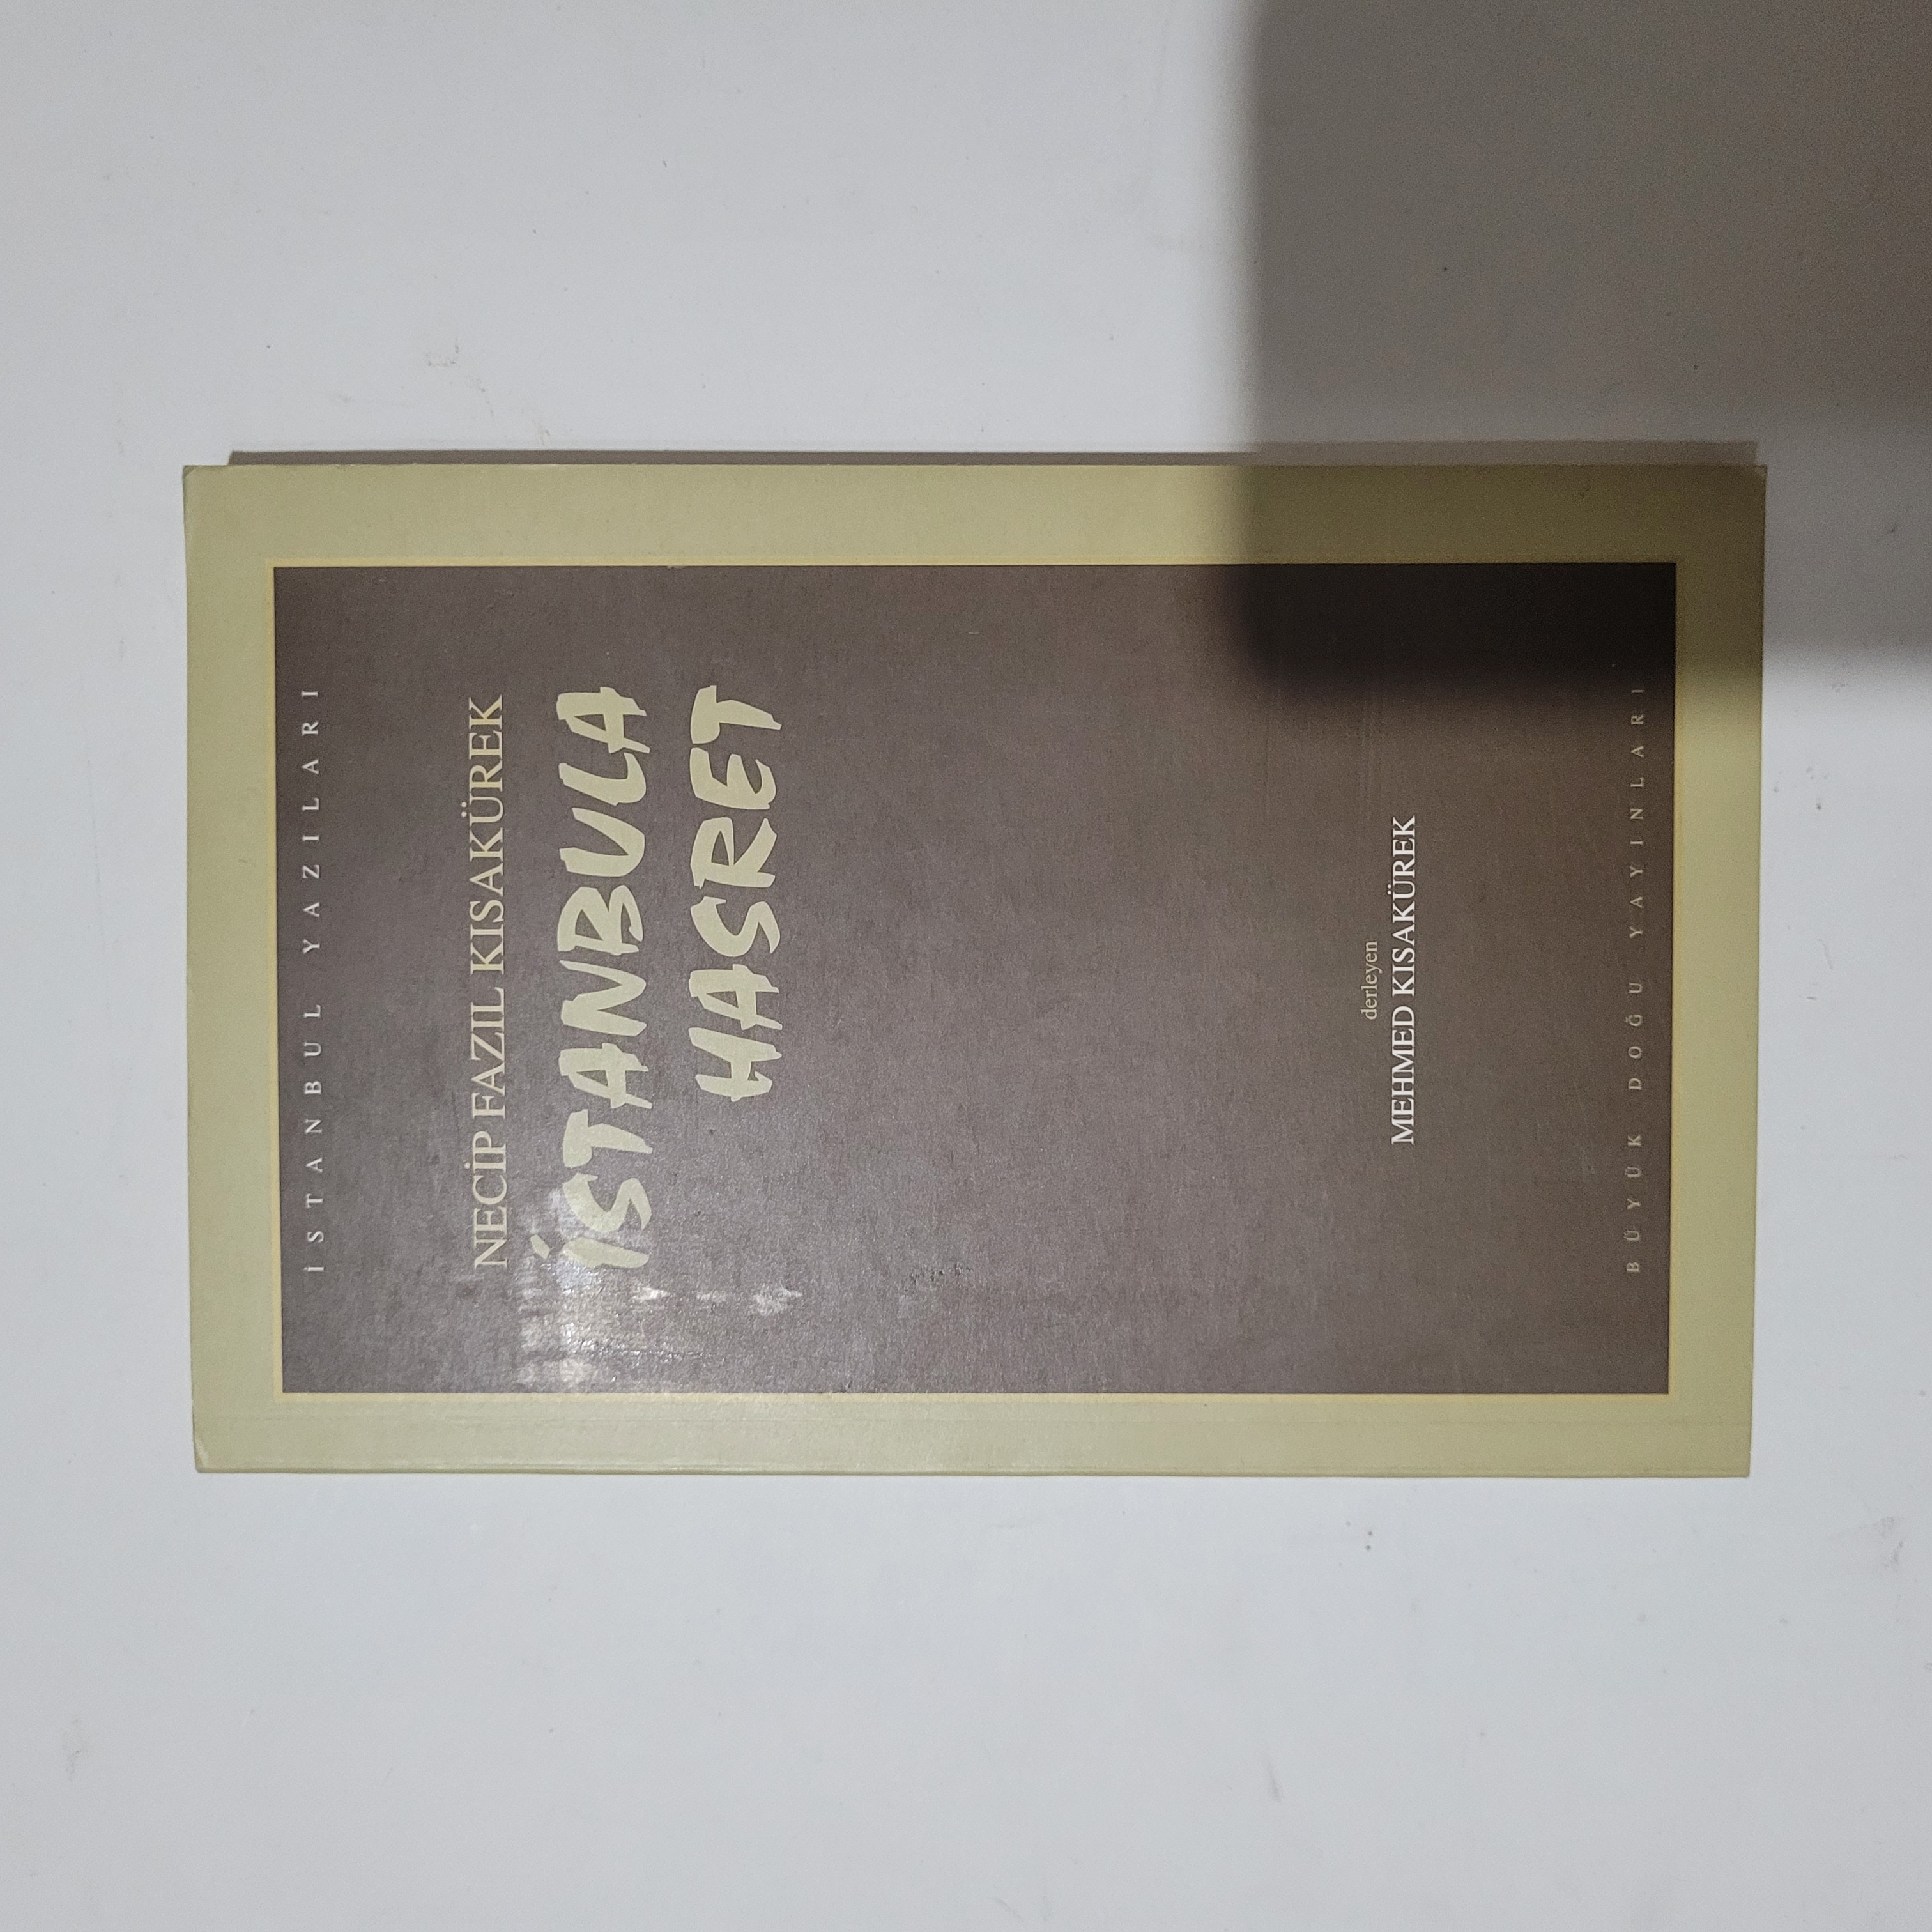 İSTANBUL YAZILARI
NECİP FAZIL KISAKÜREK
İSTANBULA
HASRET
derleyen
MEHMED KISAKÜREK
BÜYÜK DOĞU YAYINLARI